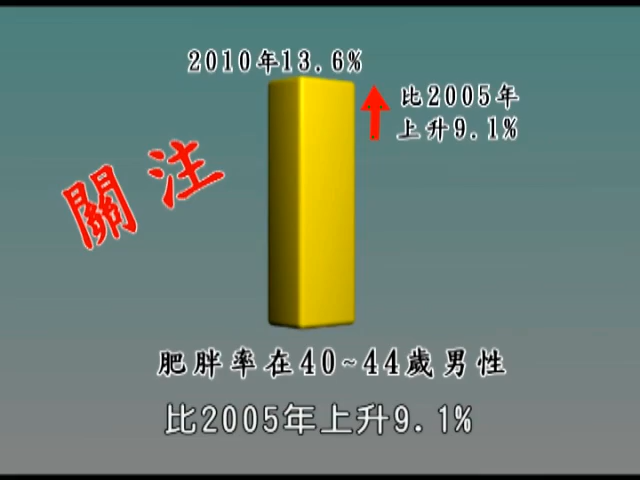 2010年13.6%
比2005年
上升9.1%
關注
肥胖率在40~44歲男性
比2005年上升9.1%